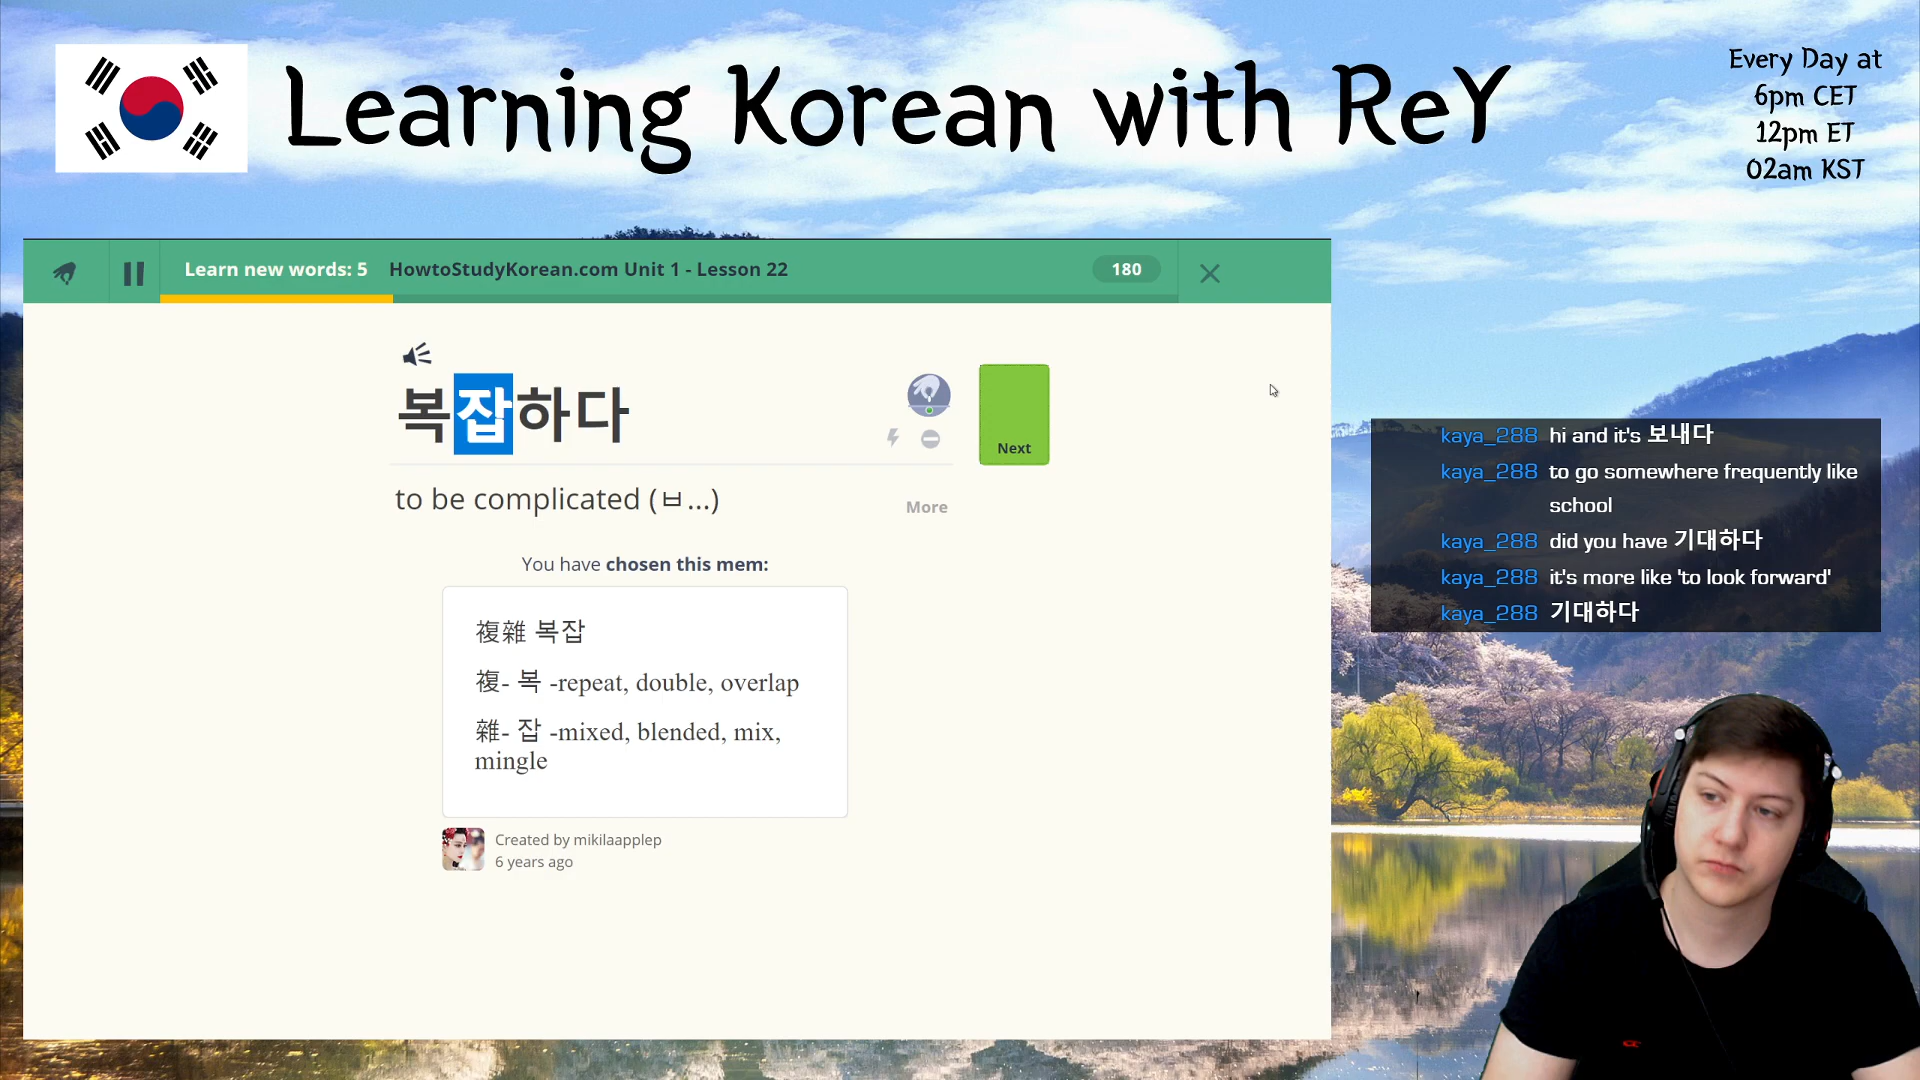 Learning Korean with ReY
Every Day at
6pm CET
12pm ET
02am KST
Learn new words: 5 HowtoStudyKorean.com Unit 1 - Lesson 22 180
복잡하다
Next
to be complicated (ㅂ...)
More
You have chosen this mem:
複雜 복잡
複- 복 -repeat, double, overlap
雜- 잡 -mixed, blended, mix,
mingle
Created by mikilaapplep
6 years ago
kaya_288 hi and it's 보내다
kaya_288 to go somewhere frequently like
school
kaya_288 did you have 기대하다
kaya_288 it's more like 'to look forward'
kaya_288 기대하다